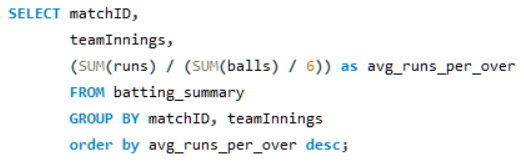 SELECT matchID,
teamInnings,
(SUM(runs) / (SUM(balls) / 6)) as avg_runs_per_over
FROM batting_summary
GROUP BY matchID, teamInnings
order by avg_runs_per_over desc;